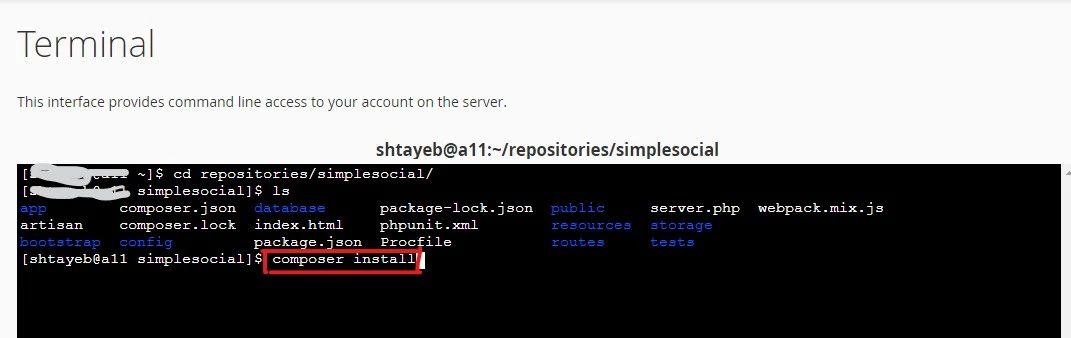 Terminal
This interface provides command line access to your account on the server.
shtayeb@a11:~/repositories/simplesocial
~]$ cd repositories/simplesocial/
simplesocial]$ ls
app composer.json database package-lock.json public server.php webpack.mix.js
artisan composer.lock index.html phpunit.xml resources storage
bootstrap config package.json Procfile routes tests
[shtayeb@a11 simplesocial]$ composer install